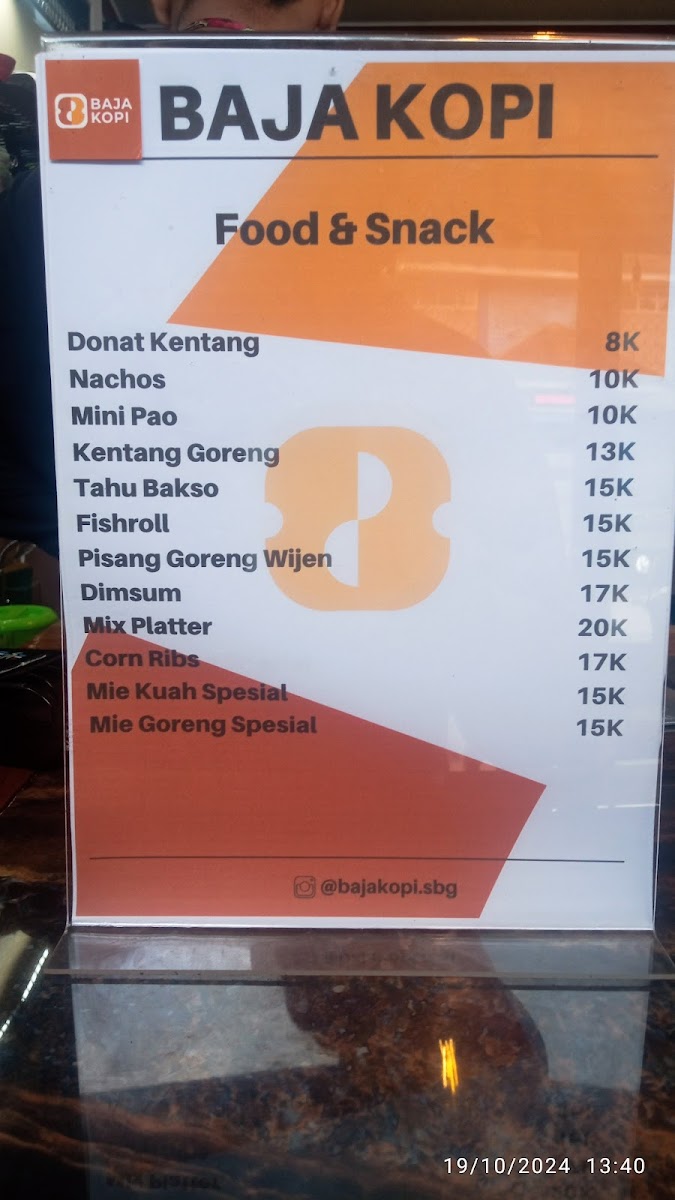 BAJA
KOPI
BAJA KOPI
Food & Snack
Donat Kentang 8K
Nachos 10K
Mini Pao 10K
Kentang Goreng 13K
Tahu Bakso 15K
Fishroll 15K
Pisang Goreng Wijen 15K
Dimsum 17K
Mix Platter 20K
Corn Ribs 17K
Mie Kuah Spesial 15K
Mie Goreng Spesial 15K
@bajakopi.sbg
19/10/2024 13:40